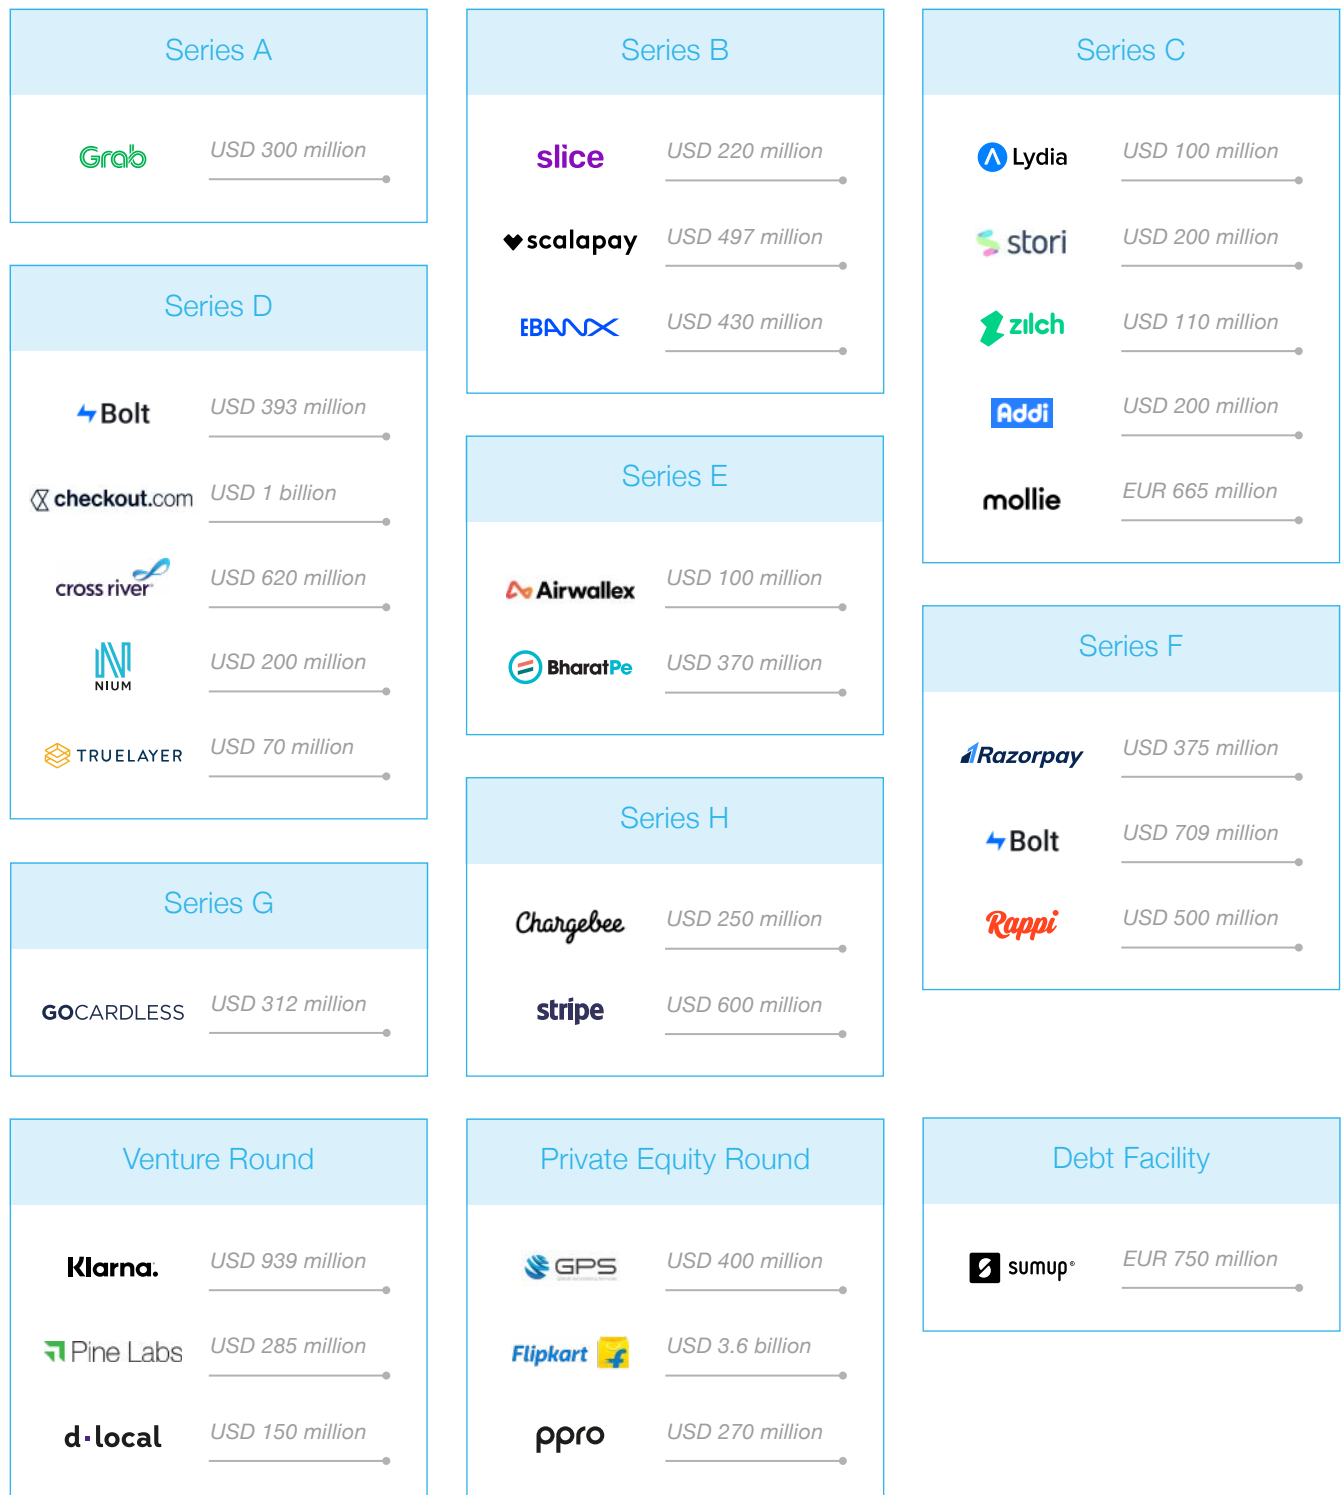 Series A
Grab USD 300 million
Series B
slice USD 220 million
scalapay USD 497 million
EBANX USD 430 million
Series C
Lydia USD 100 million
stori USD 200 million
zilch USD 110 million
Addi USD 200 million
mollie EUR 665 million
Series D
Bolt USD 393 million
checkout.com USD 1 billion
cross river USD 620 million
NIUM USD 200 million
TRUELAYER USD 70 million
Series E
Airwallex USD 100 million
BharatPe USD 370 million
Series F
Razorpay USD 375 million
Bolt USD 709 million
Rappi USD 500 million
Series G
GOCARDLESS USD 312 million
Series H
Chargebee USD 250 million
stripe USD 600 million
Venture Round
Klarna. USD 939 million
Pine Labs USD 285 million
d·local USD 150 million
Private Equity Round
GPS USD 400 million
Flipkart USD 3.6 billion
ppro USD 270 million
Debt Facility
sumup® EUR 750 million